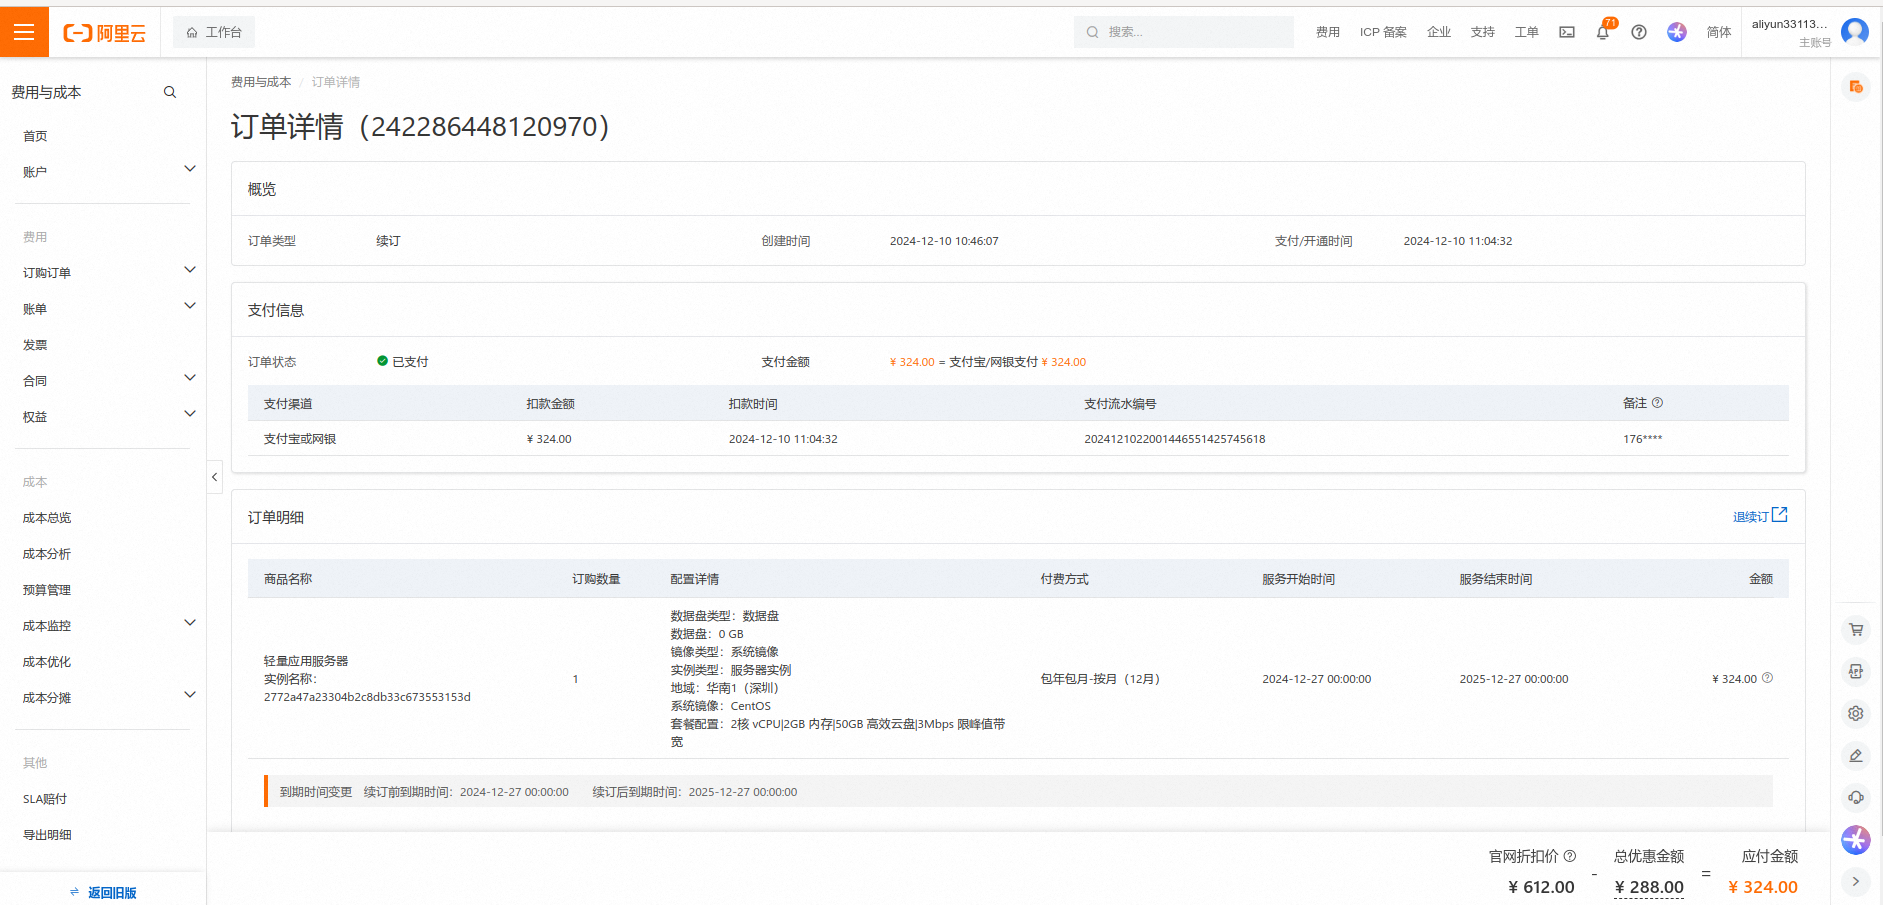 阿里云
工作台
搜索...
费用
ICP 备案
企业
支持
工单
71
简体
aliyun33113...
主账号
费用与成本
首页
账户
费用
订购订单
账单
发票
合同
权益
成本
成本总览
成本分析
预算管理
成本监控
成本优化
成本分摊
其他
SLA赔付
导出明细
返回旧版
费用与成本 / 订单详情
订单详情（242286448120970）
概览
订单类型 续订 创建时间 2024-12-10 10:46:07 支付/开通时间 2024-12-10 11:04:32
支付信息
订单状态 已支付 支付金额 ¥ 324.00 = 支付宝/网银支付 ¥ 324.00
支付渠道 扣款金额 扣款时间 支付流水编号 备注
支付宝或网银 ¥ 324.00 2024-12-10 11:04:32 2024121022001446551425745618 176****
订单明细 退续订
商品名称 订购数量 配置详情 付费方式 服务开始时间 服务结束时间 金额
轻量应用服务器
实例名称：
2772a47a23304b2c8db33c673553153d
1
数据盘类型：数据盘
数据盘：0 GB
镜像类型：系统镜像
实例类型：服务器实例
地域：华南1（深圳）
系统镜像：CentOS
套餐配置：2核 vCPU|2GB 内存|50GB 高效云盘|3Mbps 限峰值带
宽
包年包月-按月（12月）
2024-12-27 00:00:00
2025-12-27 00:00:00
¥ 324.00
到期时间变更 续订前到期时间：2024-12-27 00:00:00 续订后到期时间：2025-12-27 00:00:00
官网折扣价 总优惠金额 应付金额
¥ 612.00 - ¥ 288.00 = ¥ 324.00